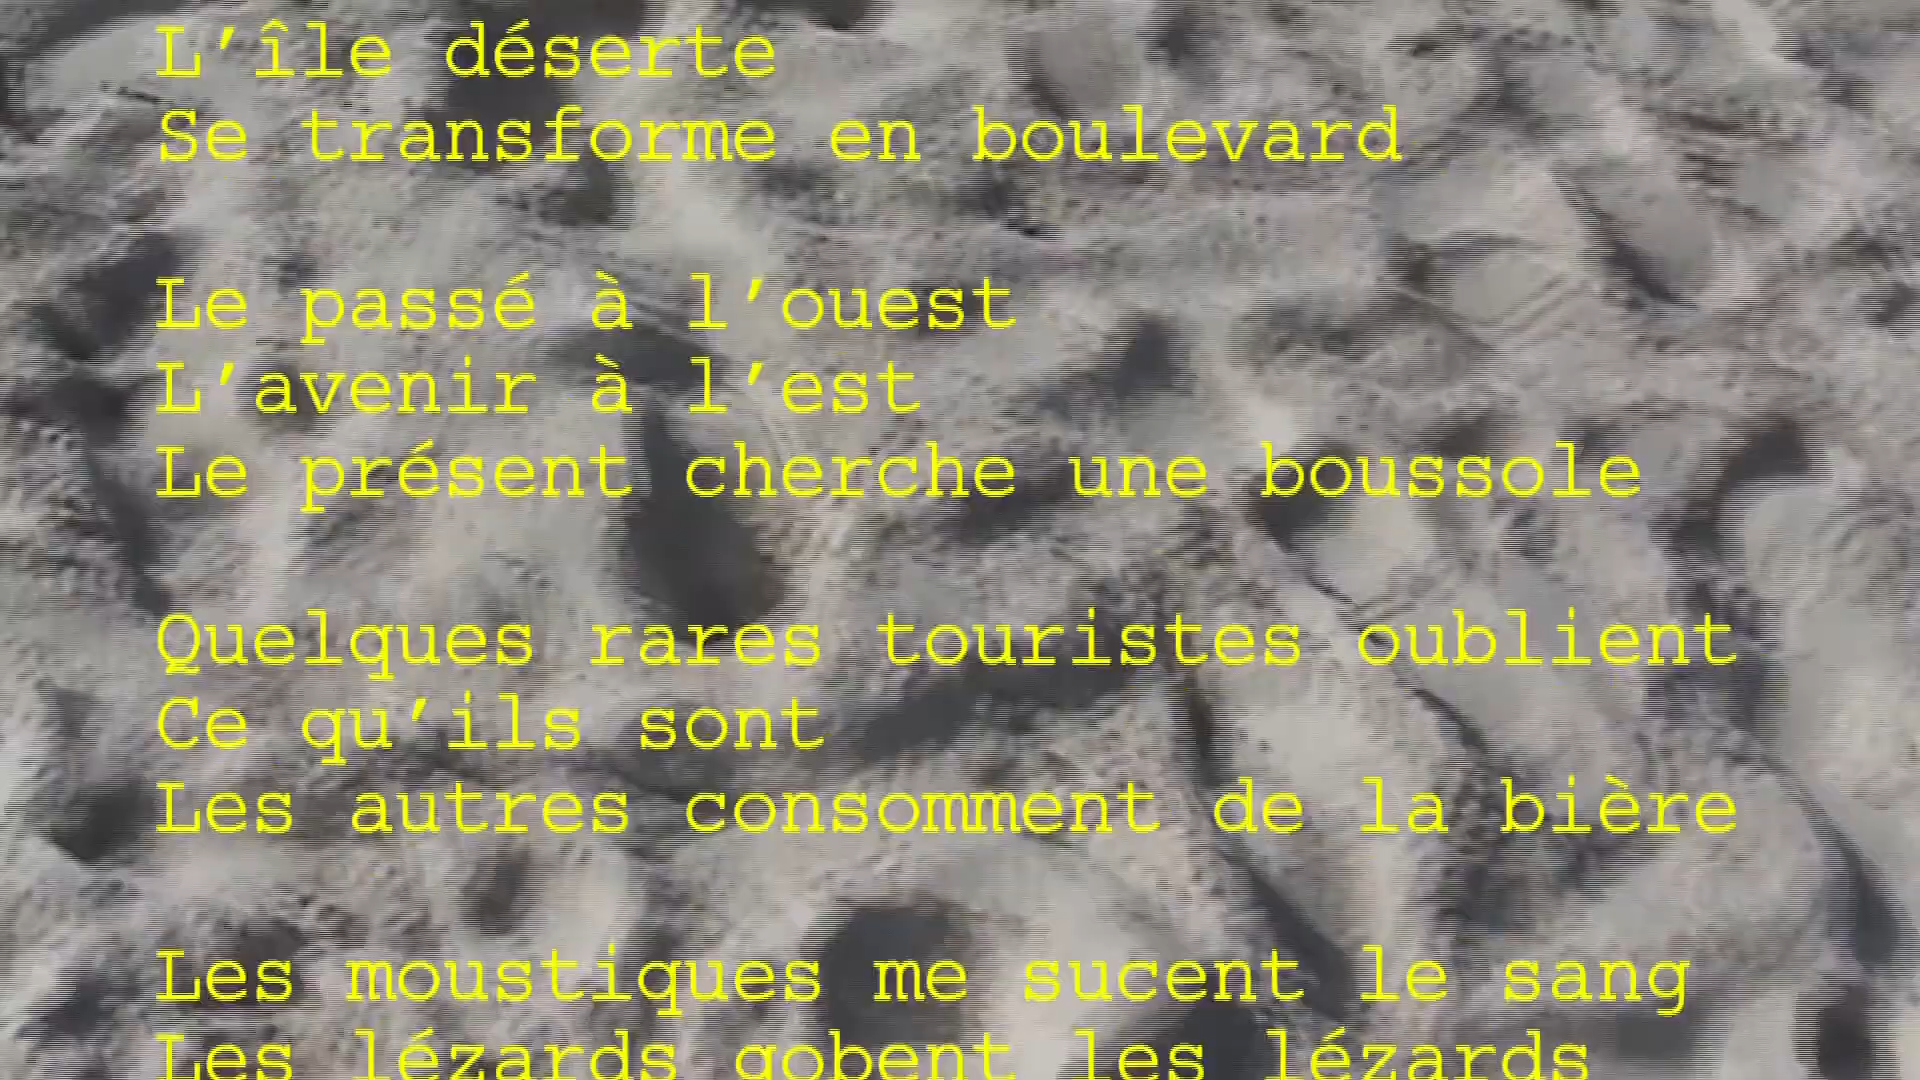 L’île déserte
Se transforme en boulevard
Le passé à l’ouest
L’avenir à l’est
Le présent cherche une boussole
Quelques rares touristes oublient
Ce qu’ils sont
Les autres consomment de la bière
Les moustiques me sucent le sang
Les lézards gobent les lézards